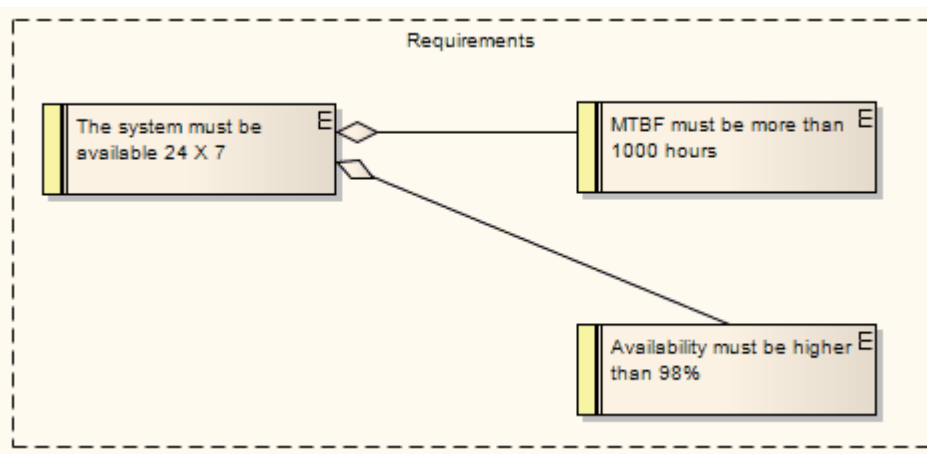 Requirements
The system must be
available 24 X 7
E
MTBF must be more than
1000 hours
E
Availability must be higher
than 98%
E